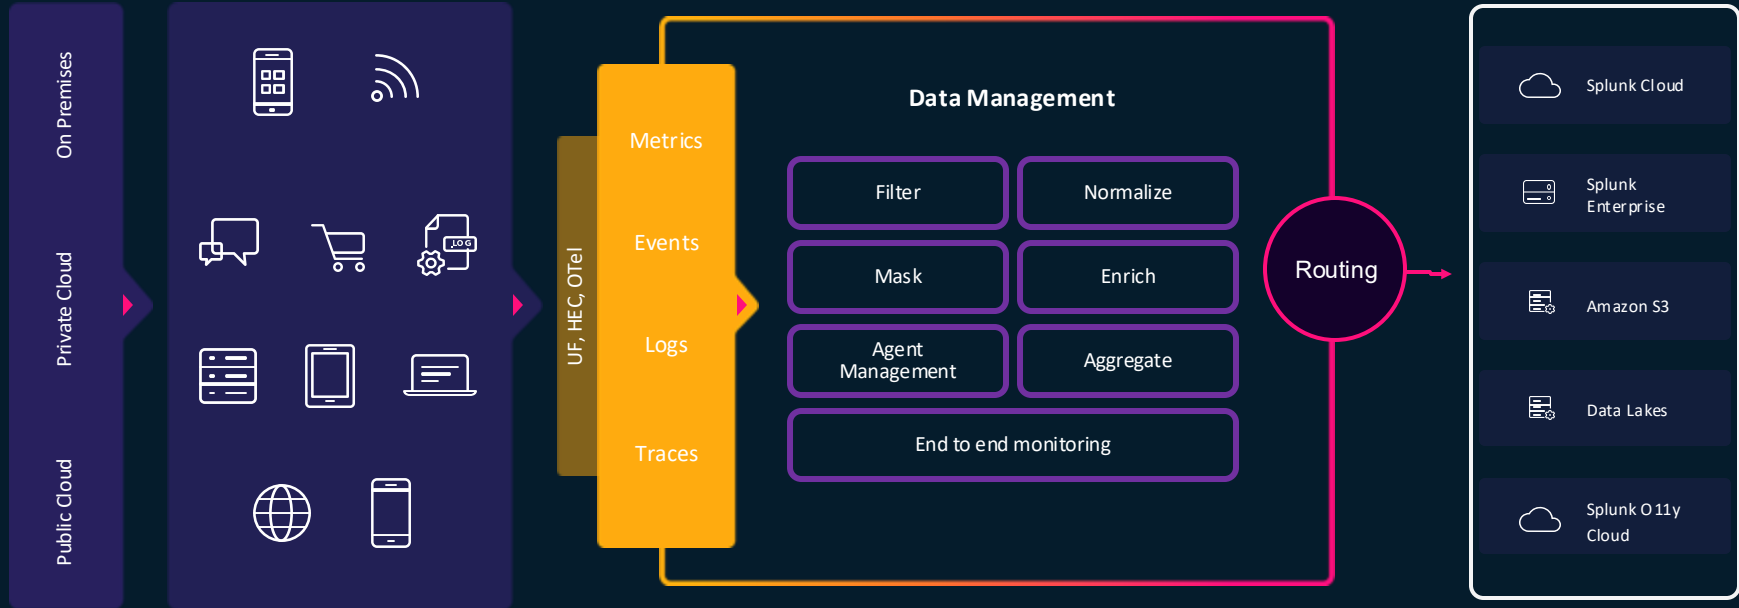 On Premises
Private Cloud
Public Cloud
.LOG
UF, HEC, OTel
Metrics
Events
Logs
Traces
Data Management
Filter
Normalize
Mask
Enrich
Agent
Management
Aggregate
End to end monitoring
Routing
Splunk Cloud
Splunk
Enterprise
Amazon S3
Data Lakes
Splunk O11y
Cloud